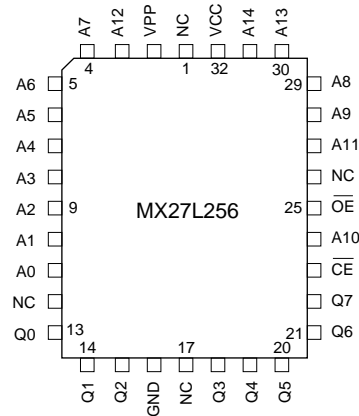 A7 A12 VPP NC VCC A14 A13
4 1 32 30
A6 5 29 A8
A5 A9
A4 A11
A3 NC
A2 9 MX27L256 25 OE
A1 A10
A0 CE
NC Q7
Q0 13 21 Q6
14 17 20
Q1 Q2 GND NC Q3 Q4 Q5